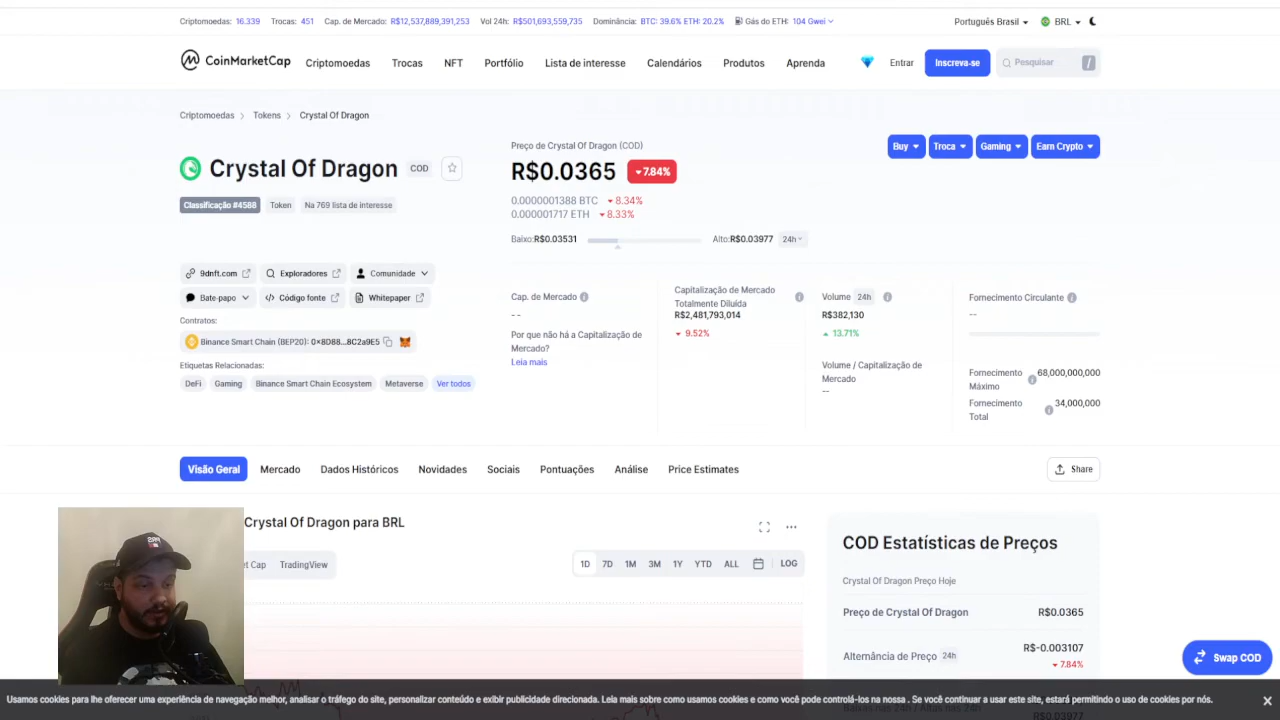 Criptomoedas: 16.339 Trocas: 451 Cap. de Mercado: R$12,537,889,391,253 Vol 24h: R$501,693,559,735 Dominância: BTC: 39.6% ETH: 20.2% Gás do ETH: 104 Gwei Português Brasil BRL
CoinMarketCap Criptomoedas Trocas NFT Portfólio Lista de interesse Calendários Produtos Aprenda Entrar Inscreva-se Pesquisar /
Criptomoedas Tokens Crystal Of Dragon
Crystal Of Dragon COD
Classificação #4588 Token Na 769 lista de interesse
9dnft.com Exploradores Comunidade
Bate-papo Código fonte Whitepaper
Contratos:
Binance Smart Chain (BEP20): 0x8D88...8C2a9E5
Etiquetas Relacionadas:
DeFi Gaming Binance Smart Chain Ecosystem Metaverse Ver todos
Preço de Crystal Of Dragon (COD)
R$0.0365 7.84%
0.0000001388 BTC 8.34%
0.000001717 ETH 8.33%
Baixo:R$0.03531 Alto:R$0.03977 24h
Buy Troca Gaming Earn Crypto
Cap. de Mercado
- -
Por que não há a Capitalização de
Mercado?
Leia mais
Capitalização de Mercado
Totalmente Diluída
R$2,481,793,014
9.52%
Volume 24h
R$382,130
13.71%
Volume / Capitalização de
Mercado
--
Fornecimento Circulante
--
Fornecimento
Máximo
68,000,000,000
Fornecimento
Total
34,000,000
Visão Geral Mercado Dados Históricos Novidades Sociais Pontuações Análise Price Estimates Share
Crystal Of Dragon para BRL
et Cap TradingView 1D 7D 1M 3M 1Y YTD ALL LOG
COD Estatísticas de Preços
Crystal Of Dragon Preço Hoje
Preço de Crystal Of Dragon R$0.0365
Alternância de Preço 24h R$-0.003107
7.84%
Swap COD
Usamos cookies para lhe oferecer uma experiência de navegação melhor, analisar o tráfego do site, personalizar conteúdo e exibir publicidade direcionada. Leia mais sobre como usamos cookies e como você pode controlá-los na nossa . Se você continuar a usar este site, estará permitindo o uso de cookies por nós.